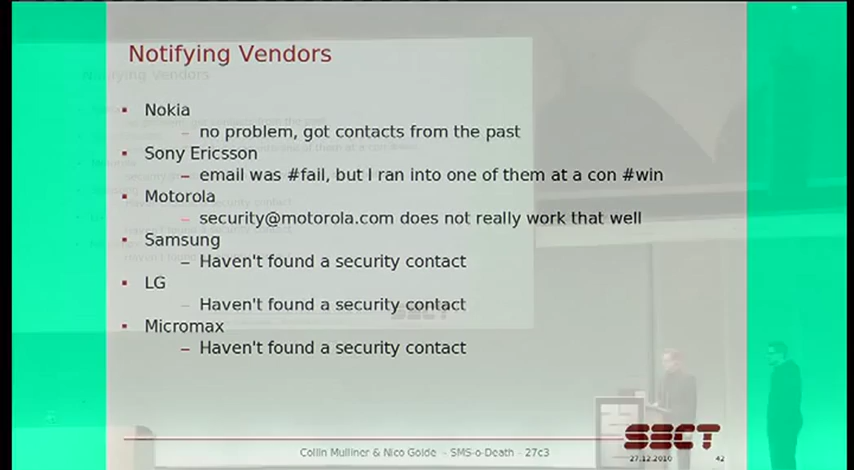 Notifying Vendors
Nokia
– no problem, got contacts from the past
Sony Ericsson
– email was #fail, but I ran into one of them at a con #win
Motorola
– security@motorola.com does not really work that well
Samsung
– Haven't found a security contact
LG
– Haven't found a security contact
Micromax
– Haven't found a security contact
Collin Mulliner & Nico Golde - SMS-o-Death - 27c3
SECT
27.12.2010 42